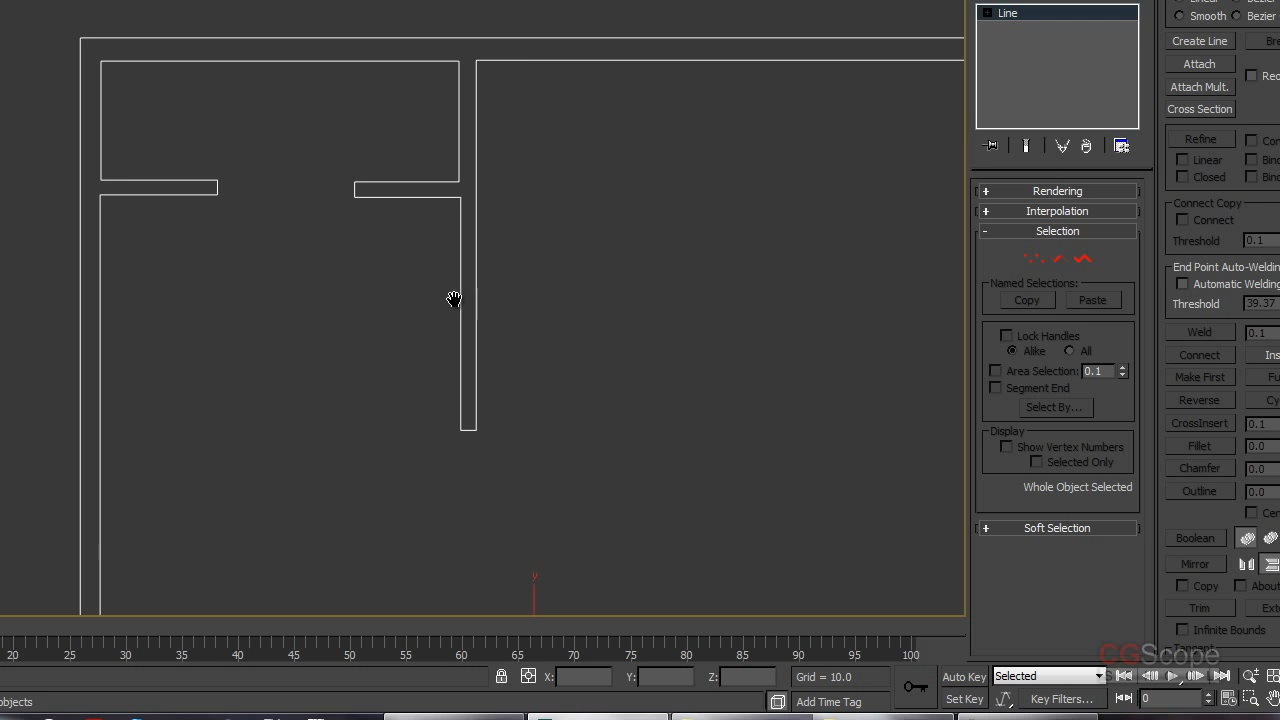 Line
Smooth
Bezier
Create Line
Attach
Attach Mult.
Cross Section
Refine
Linear
Closed
Connect Copy
Connect
Threshold 0.1
End Point Auto-Welding
Automatic Welding
Threshold 39.37
Weld 0.1
Connect
Make First
Reverse
CrossInsert 0.1
Fillet 0.0
Chamfer 0.0
Outline 0.0
Boolean
Mirror
Copy
About
Trim
Infinite Bounds
+ Rendering
+ Interpolation
- Selection
Named Selections:
Copy Paste
Lock Handles
Alike All
Area Selection: 0.1
Segment End
Select By...
Display
Show Vertex Numbers
Selected Only
Whole Object Selected
+ Soft Selection
y
CGScope
20 25 30 35 40 45 50 55 60 65 70 75 80 85 90 95 100
X: Y: Z: Grid = 10.0 Auto Key Selected
objects Add Time Tag Set Key Key Filters... 0